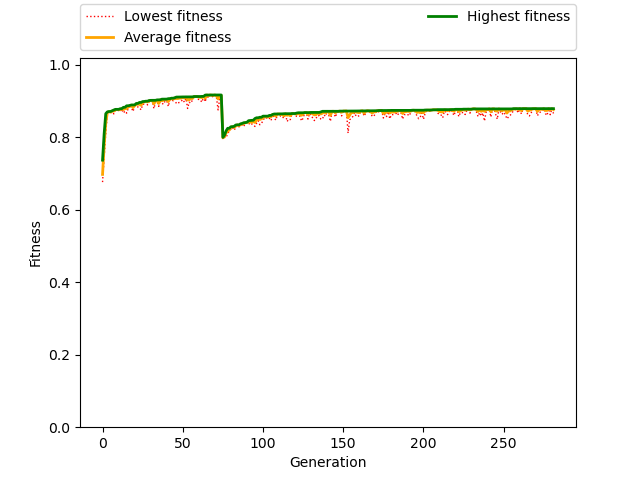 Lowest fitness
Average fitness
Highest fitness
1.0
0.8
0.6
0.4
0.2
0.0
Fitness
0 50 100 150 200 250
Generation